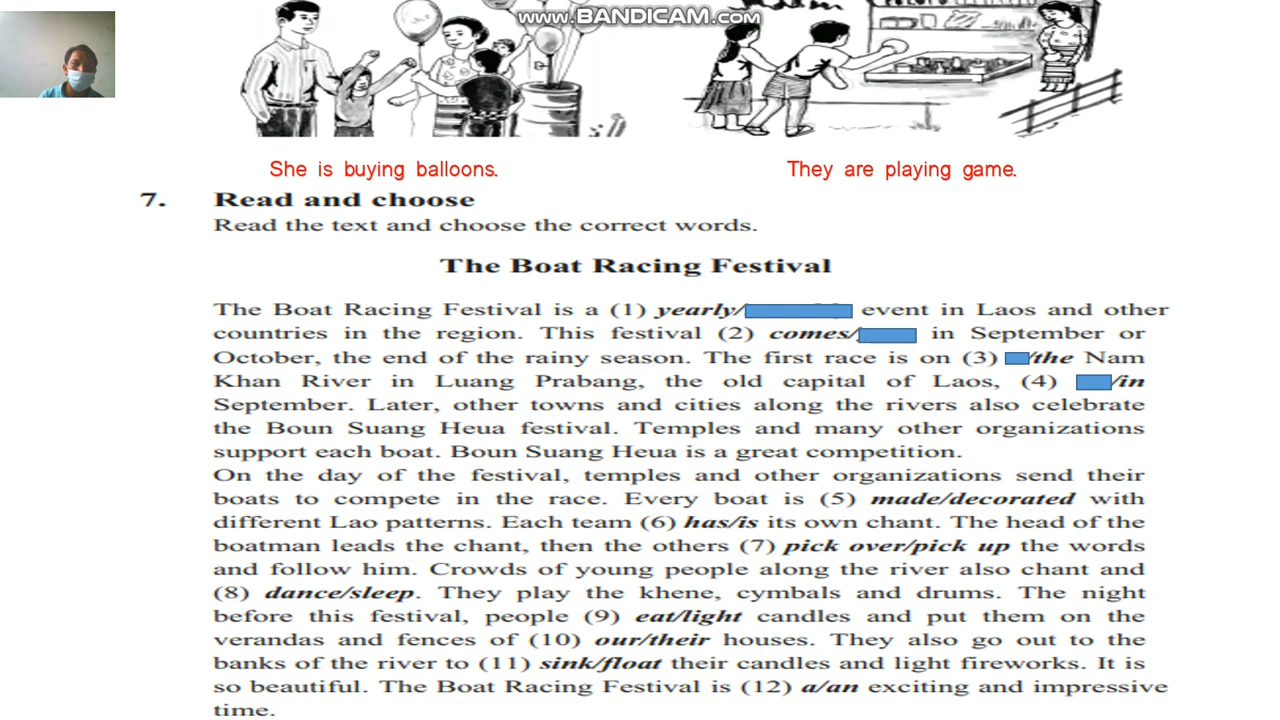 www.BANDICAM.com
She is buying balloons.
They are playing game.
7. Read and choose
Read the text and choose the correct words.
The Boat Racing Festival
The Boat Racing Festival is a (1) yearly/ event in Laos and other
countries in the region. This festival (2) comes/ in September or
October, the end of the rainy season. The first race is on (3) /the Nam
Khan River in Luang Prabang, the old capital of Laos, (4) /in
September. Later, other towns and cities along the rivers also celebrate
the Boun Suang Heua festival. Temples and many other organizations
support each boat. Boun Suang Heua is a great competition.
On the day of the festival, temples and other organizations send their
boats to compete in the race. Every boat is (5) made/decorated with
different Lao patterns. Each team (6) has/is its own chant. The head of the
boatman leads the chant, then the others (7) pick over/pick up the words
and follow him. Crowds of young people along the river also chant and
(8) dance/sleep. They play the khene, cymbals and drums. The night
before this festival, people (9) eat/light candles and put them on the
verandas and fences of (10) our/their houses. They also go out to the
banks of the river to (11) sink/float their candles and light fireworks. It is
so beautiful. The Boat Racing Festival is (12) a/an exciting and impressive
time.